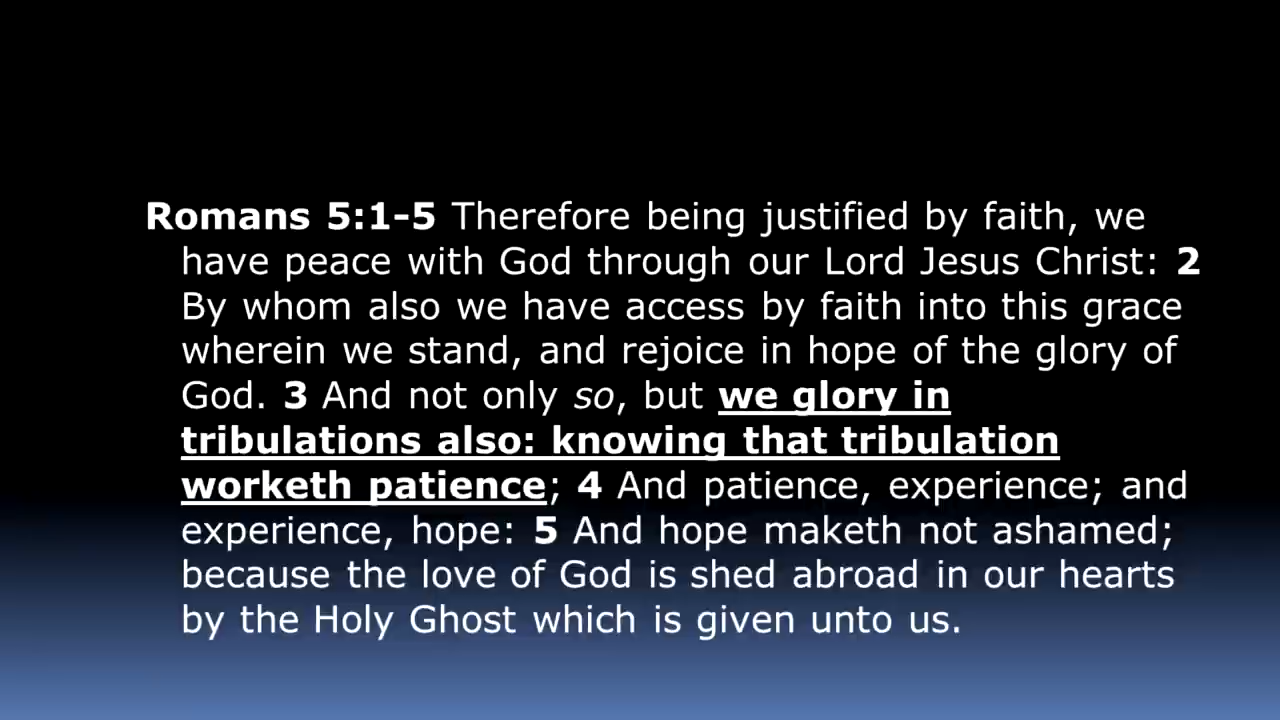 Romans 5:1-5 Therefore being justified by faith, we
have peace with God through our Lord Jesus Christ: 2
By whom also we have access by faith into this grace
wherein we stand, and rejoice in hope of the glory of
God. 3 And not only so, but we glory in
tribulations also: knowing that tribulation
worketh patience; 4 And patience, experience; and
experience, hope: 5 And hope maketh not ashamed;
because the love of God is shed abroad in our hearts
by the Holy Ghost which is given unto us.